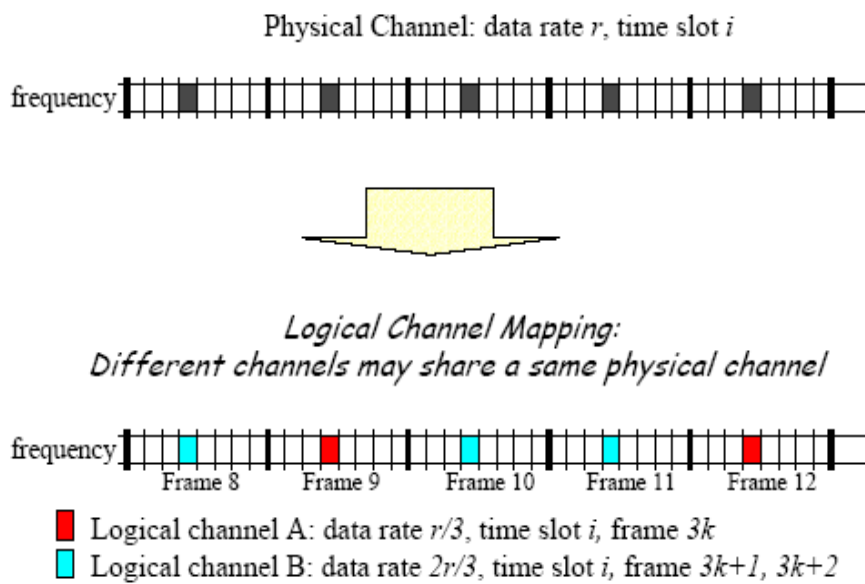 Physical Channel: data rate r, time slot i
frequency
Logical Channel Mapping:
Different channels may share a same physical channel
frequency
Frame 8 Frame 9 Frame 10 Frame 11 Frame 12
Logical channel A: data rate r/3, time slot i, frame 3k
Logical channel B: data rate 2r/3, time slot i, frame 3k+1, 3k+2